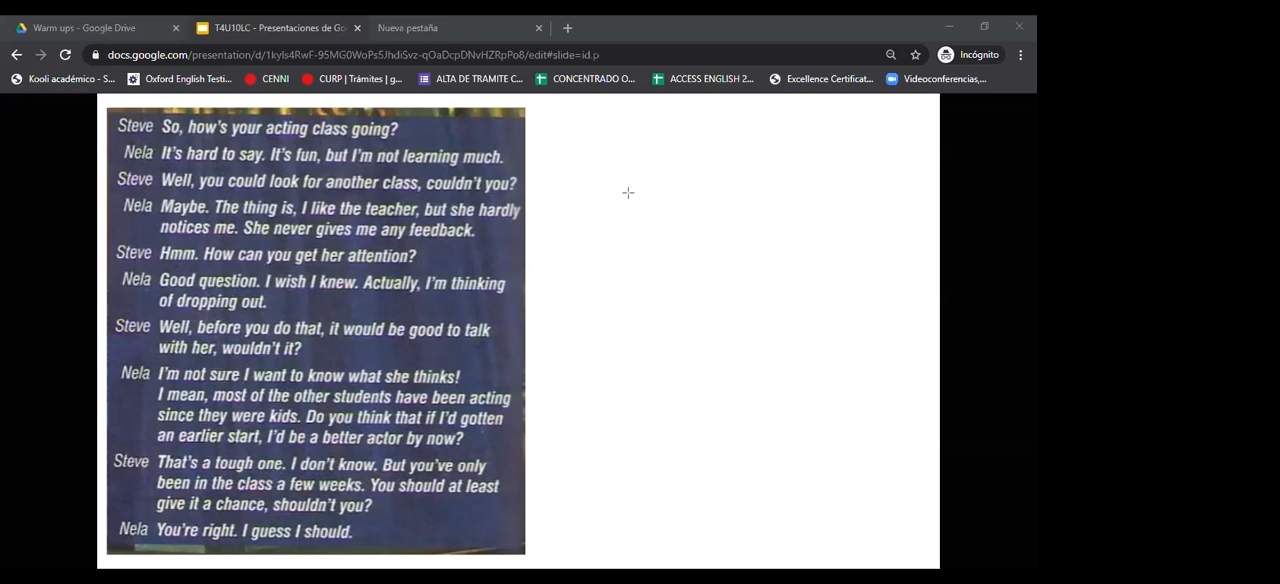 Warm ups - Google Drive
T4U10LC - Presentaciones de Go
Nueva pestaña
docs.google.com/presentation/d/1kyls4RwF-95MG0WoPs5JhdiSvz-qOaDcpDNvHZRpPo8/edit#slide=id.p
Incógnito
Kooli académico - S...
Oxford English Testi...
CENNI
CURP | Trámites | g...
ALTA DE TRAMITE C...
CONCENTRADO O...
ACCESS ENGLISH 2...
Excellence Certificat...
Videoconferencias,...
Steve So, how's your acting class going?
Nela It's hard to say. It's fun, but I'm not learning much.
Steve Well, you could look for another class, couldn't you?
Nela Maybe. The thing is, I like the teacher, but she hardly
notices me. She never gives me any feedback.
Steve Hmm. How can you get her attention?
Nela Good question. I wish I knew. Actually, I'm thinking
of dropping out.
Steve Well, before you do that, it would be good to talk
with her, wouldn't it?
Nela I'm not sure I want to know what she thinks!
I mean, most of the other students have been acting
since they were kids. Do you think that if I'd gotten
an earlier start, I'd be a better actor by now?
Steve That's a tough one. I don't know. But you've only
been in the class a few weeks. You should at least
give it a chance, shouldn't you?
Nela You're right. I guess I should.